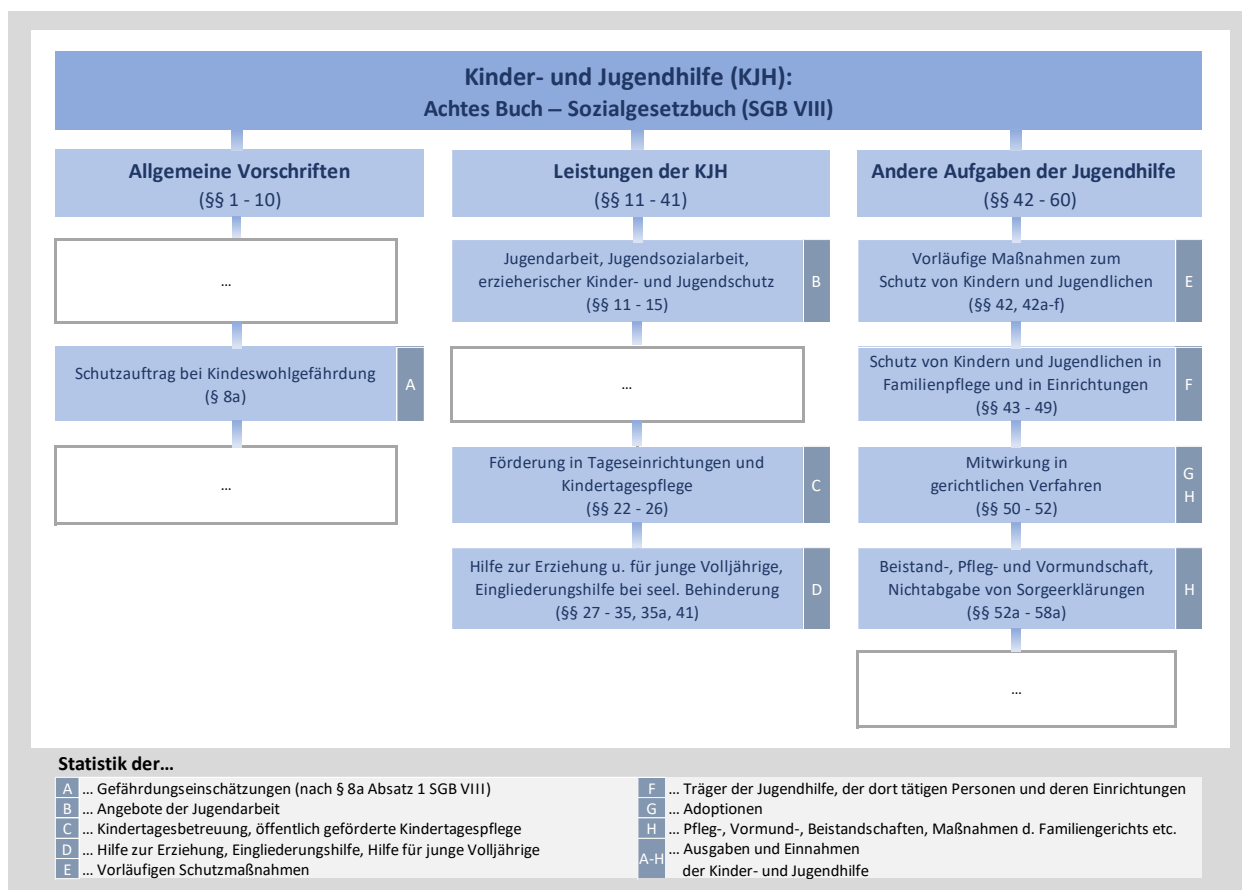 Kinder- und Jugendhilfe (KJH):
Achtes Buch – Sozialgesetzbuch (SGB VIII)
Allgemeine Vorschriften
(§§ 1 - 10)
...
Schutzauftrag bei Kindeswohlgefährdung
(§ 8a)
A
...
Leistungen der KJH
(§§ 11 - 41)
Jugendarbeit, Jugendsozialarbeit,
erzieherischer Kinder- und Jugendschutz
(§§ 11 - 15)
B
...
Förderung in Tageseinrichtungen und
Kindertagespflege
(§§ 22 - 26)
C
Hilfe zur Erziehung u. für junge Volljährige,
Eingliederungshilfe bei seel. Behinderung
(§§ 27 - 35, 35a, 41)
D
Andere Aufgaben der Jugendhilfe
(§§ 42 - 60)
Vorläufige Maßnahmen zum
Schutz von Kindern und Jugendlichen
(§§ 42, 42a-f)
E
Schutz von Kindern und Jugendlichen in
Familienpflege und in Einrichtungen
(§§ 43 - 49)
F
Mitwirkung in
gerichtlichen Verfahren
(§§ 50 - 52)
G
H
Beistand-, Pfleg- und Vormundschaft,
Nichtabgabe von Sorgeerklärungen
(§§ 52a - 58a)
H
...
Statistik der...
A ... Gefährdungseinschätzungen (nach § 8a Absatz 1 SGB VIII)
B ... Angebote der Jugendarbeit
C ... Kindertagesbetreuung, öffentlich geförderte Kindertagespflege
D ... Hilfe zur Erziehung, Eingliederungshilfe, Hilfe für junge Volljährige
E ... Vorläufigen Schutzmaßnahmen
F ... Träger der Jugendhilfe, der dort tätigen Personen und deren Einrichtungen
G ... Adoptionen
H ... Pfleg-, Vormund-, Beistandschaften, Maßnahmen d. Familiengerichts etc.
A-H ... Ausgaben und Einnahmen
der Kinder- und Jugendhilfe